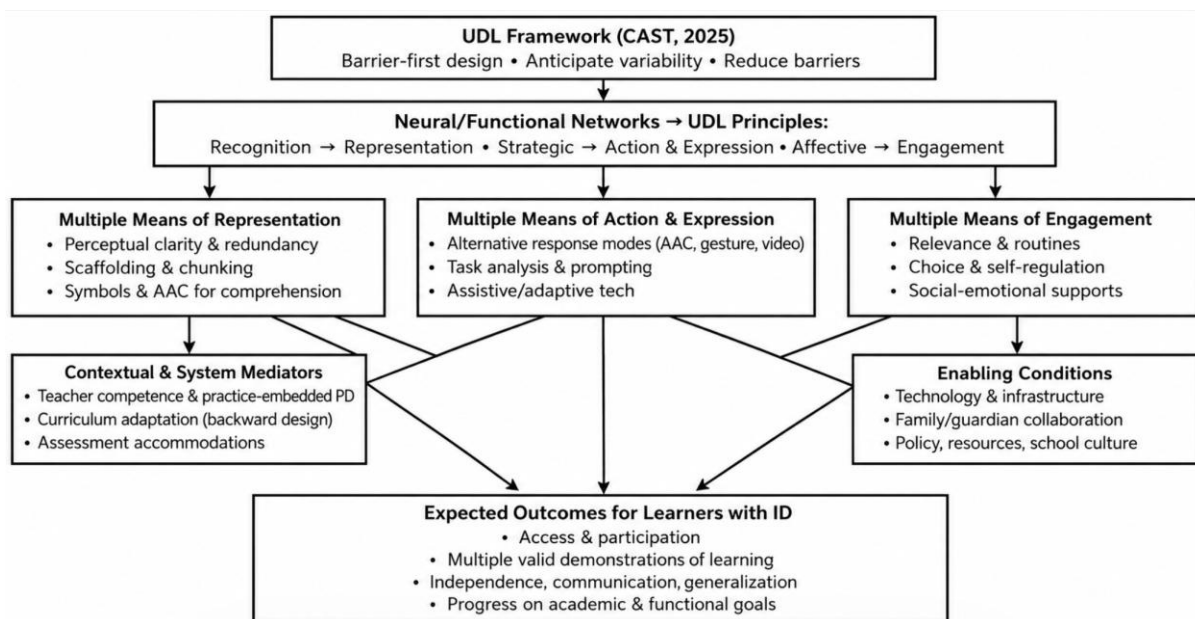 UDL Framework (CAST, 2025)
Barrier-first design • Anticipate variability • Reduce barriers
Neural/Functional Networks → UDL Principles:
Recognition → Representation • Strategic → Action & Expression • Affective → Engagement
Multiple Means of Representation
• Perceptual clarity & redundancy
• Scaffolding & chunking
• Symbols & AAC for comprehension
Multiple Means of Action & Expression
• Alternative response modes (AAC, gesture, video)
• Task analysis & prompting
• Assistive/adaptive tech
Multiple Means of Engagement
• Relevance & routines
• Choice & self-regulation
• Social-emotional supports
Contextual & System Mediators
• Teacher competence & practice-embedded PD
• Curriculum adaptation (backward design)
• Assessment accommodations
Enabling Conditions
• Technology & infrastructure
• Family/guardian collaboration
• Policy, resources, school culture
Expected Outcomes for Learners with ID
• Access & participation
• Multiple valid demonstrations of learning
• Independence, communication, generalization
• Progress on academic & functional goals